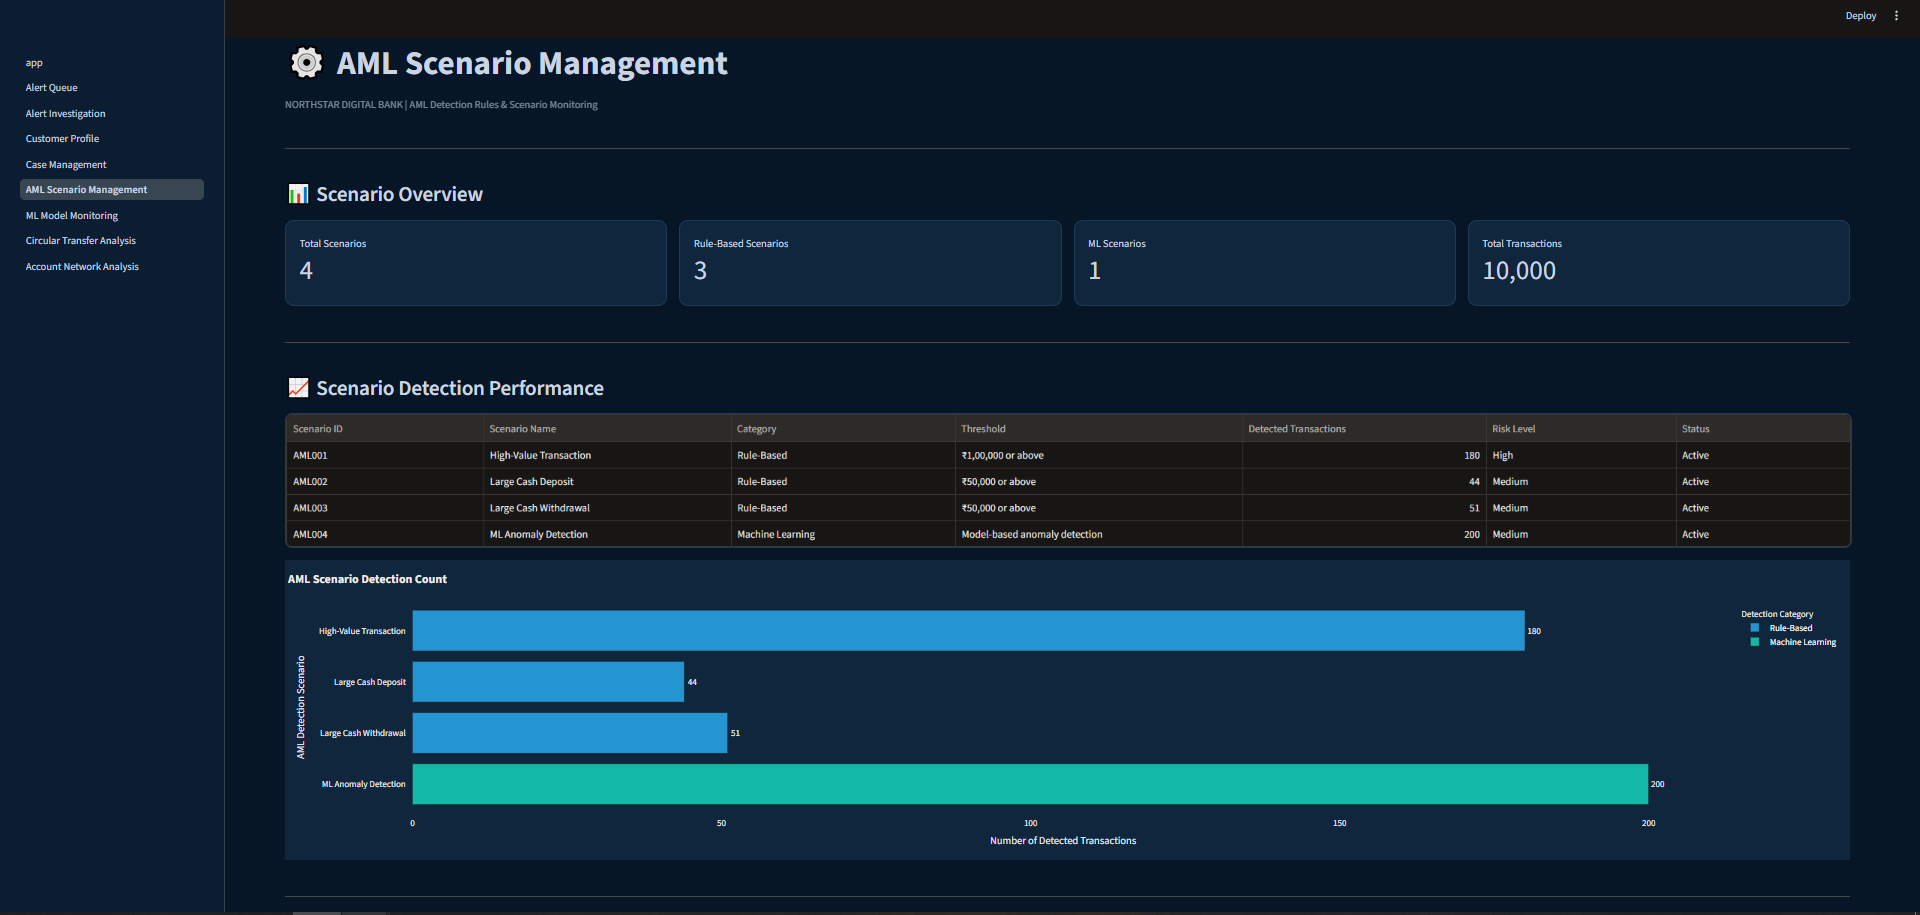 Deploy
app
Alert Queue
Alert Investigation
Customer Profile
Case Management
AML Scenario Management
ML Model Monitoring
Circular Transfer Analysis
Account Network Analysis
AML Scenario Management
NORTHSTAR DIGITAL BANK | AML Detection Rules & Scenario Monitoring
Scenario Overview
Total Scenarios
4
Rule-Based Scenarios
3
ML Scenarios
1
Total Transactions
10,000
Scenario Detection Performance
Scenario ID Scenario Name Category Threshold Detected Transactions Risk Level Status
AML001 High-Value Transaction Rule-Based ₹1,00,000 or above 180 High Active
AML002 Large Cash Deposit Rule-Based ₹50,000 or above 44 Medium Active
AML003 Large Cash Withdrawal Rule-Based ₹50,000 or above 51 Medium Active
AML004 ML Anomaly Detection Machine Learning Model-based anomaly detection 200 Medium Active
AML Scenario Detection Count
Detection Category
Rule-Based
Machine Learning
AML Detection Scenario
High-Value Transaction 180
Large Cash Deposit 44
Large Cash Withdrawal 51
ML Anomaly Detection 200
0 50 100 150 200
Number of Detected Transactions